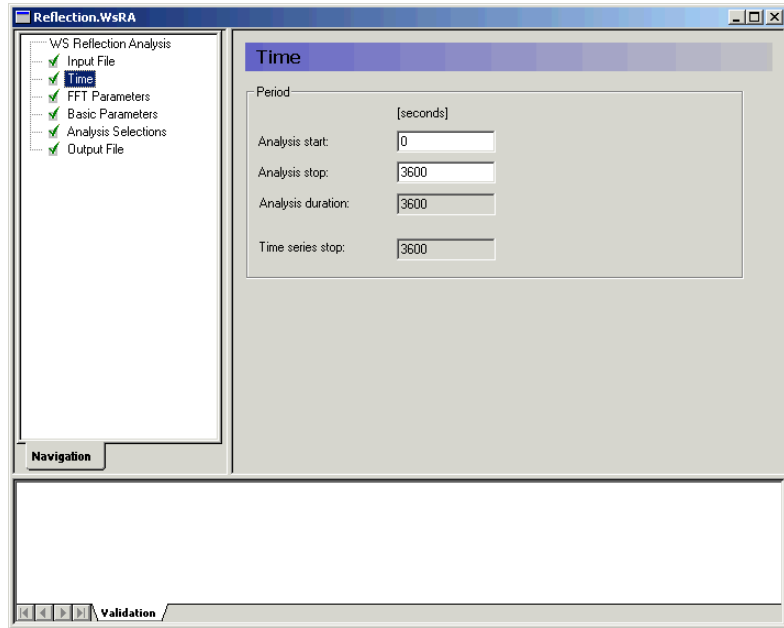 Reflection.WsRA
WS Reflection Analysis
Input File
Time
FFT Parameters
Basic Parameters
Analysis Selections
Output File
Navigation
Time
Period
[seconds]
Analysis start: 0
Analysis stop: 3600
Analysis duration: 3600
Time series stop: 3600
Validation